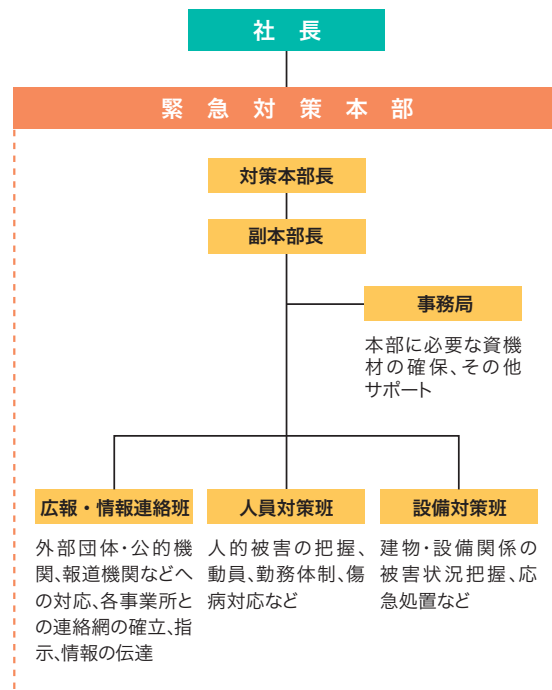 社長
緊急対策本部
対策本部長
副本部長
事務局
本部に必要な資機
材の確保、その他
サポート
広報・情報連絡班
外部団体・公的機
関、報道機関などへ
の対応、各事業所と
の連絡網の確立、指
示、情報の伝達
人員対策班
人的被害の把握、
動員、勤務体制、傷
病対応など
設備対策班
建物・設備関係の
被害状況把握、応
急処置など